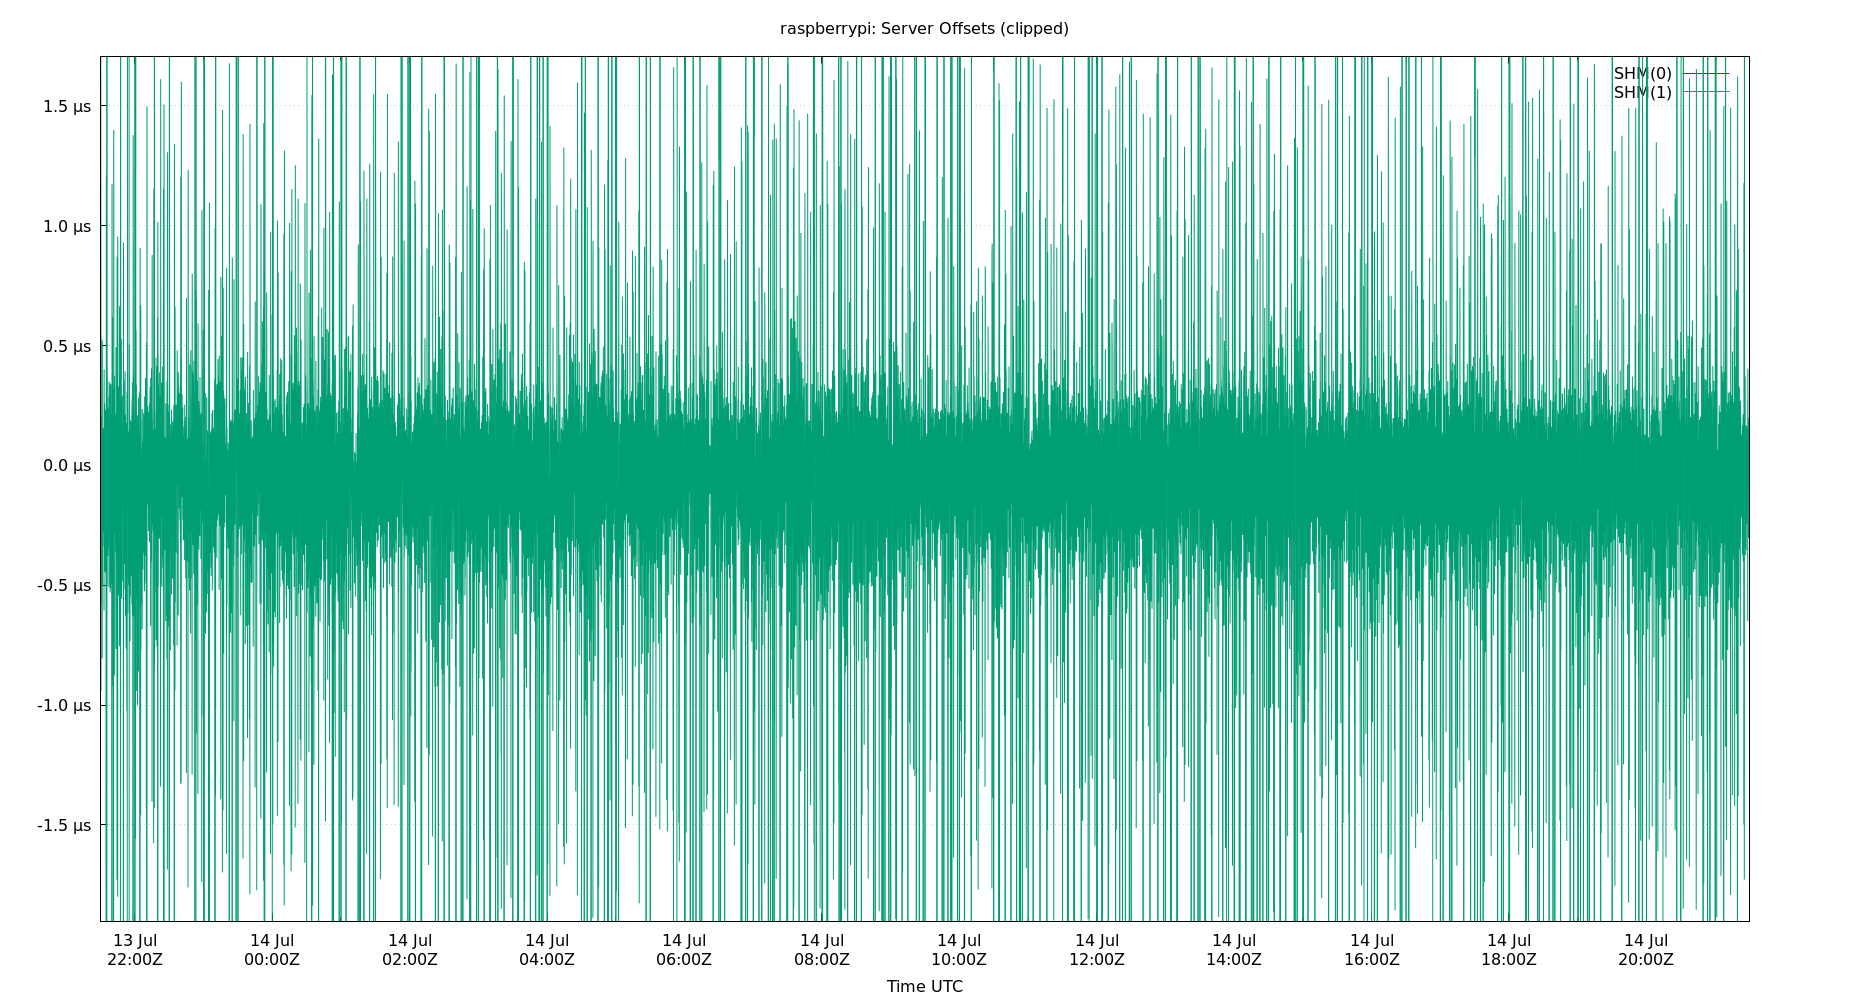 raspberrypi: Server Offsets (clipped)
SHM(0)
SHM(1)
1.5 µs
1.0 µs
0.5 µs
0.0 µs
-0.5 µs
-1.0 µs
-1.5 µs
13 Jul 14 Jul 14 Jul 14 Jul 14 Jul 14 Jul 14 Jul 14 Jul 14 Jul 14 Jul 14 Jul 14 Jul
22:00Z 00:00Z 02:00Z 04:00Z 06:00Z 08:00Z 10:00Z 12:00Z 14:00Z 16:00Z 18:00Z 20:00Z
Time UTC